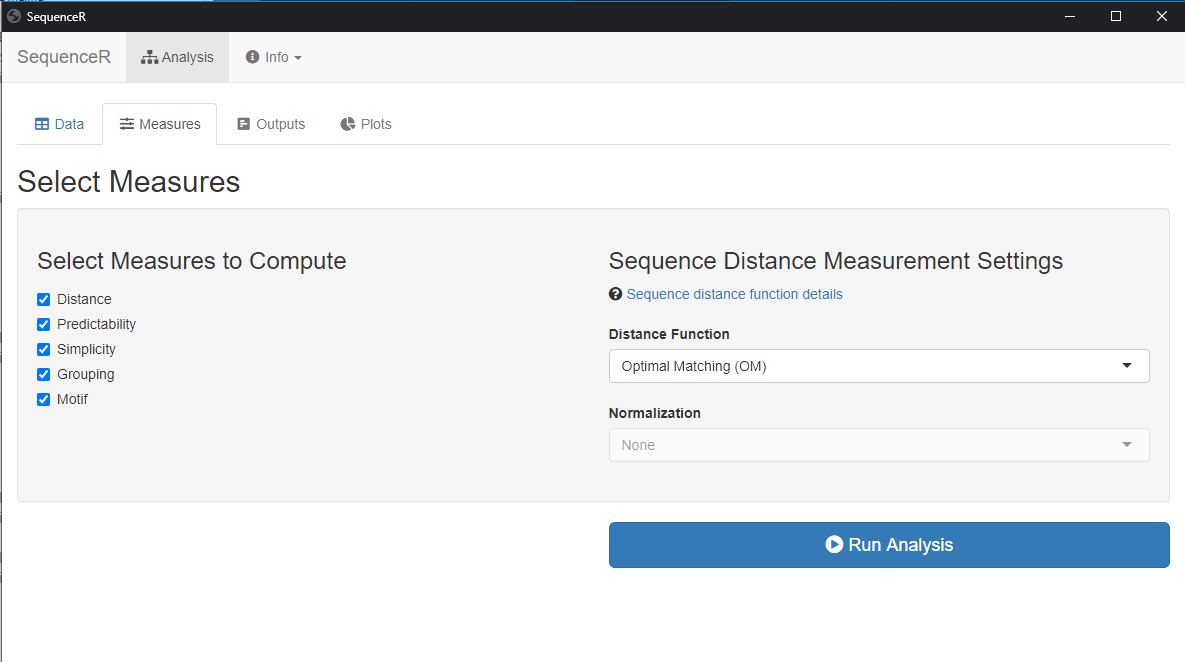 SequenceR
SequenceR Analysis Info
Data Measures Outputs Plots
Select Measures
Select Measures to Compute
Distance
Predictability
Simplicity
Grouping
Motif
Sequence Distance Measurement Settings
Sequence distance function details
Distance Function
Optimal Matching (OM)
Normalization
None
Run Analysis